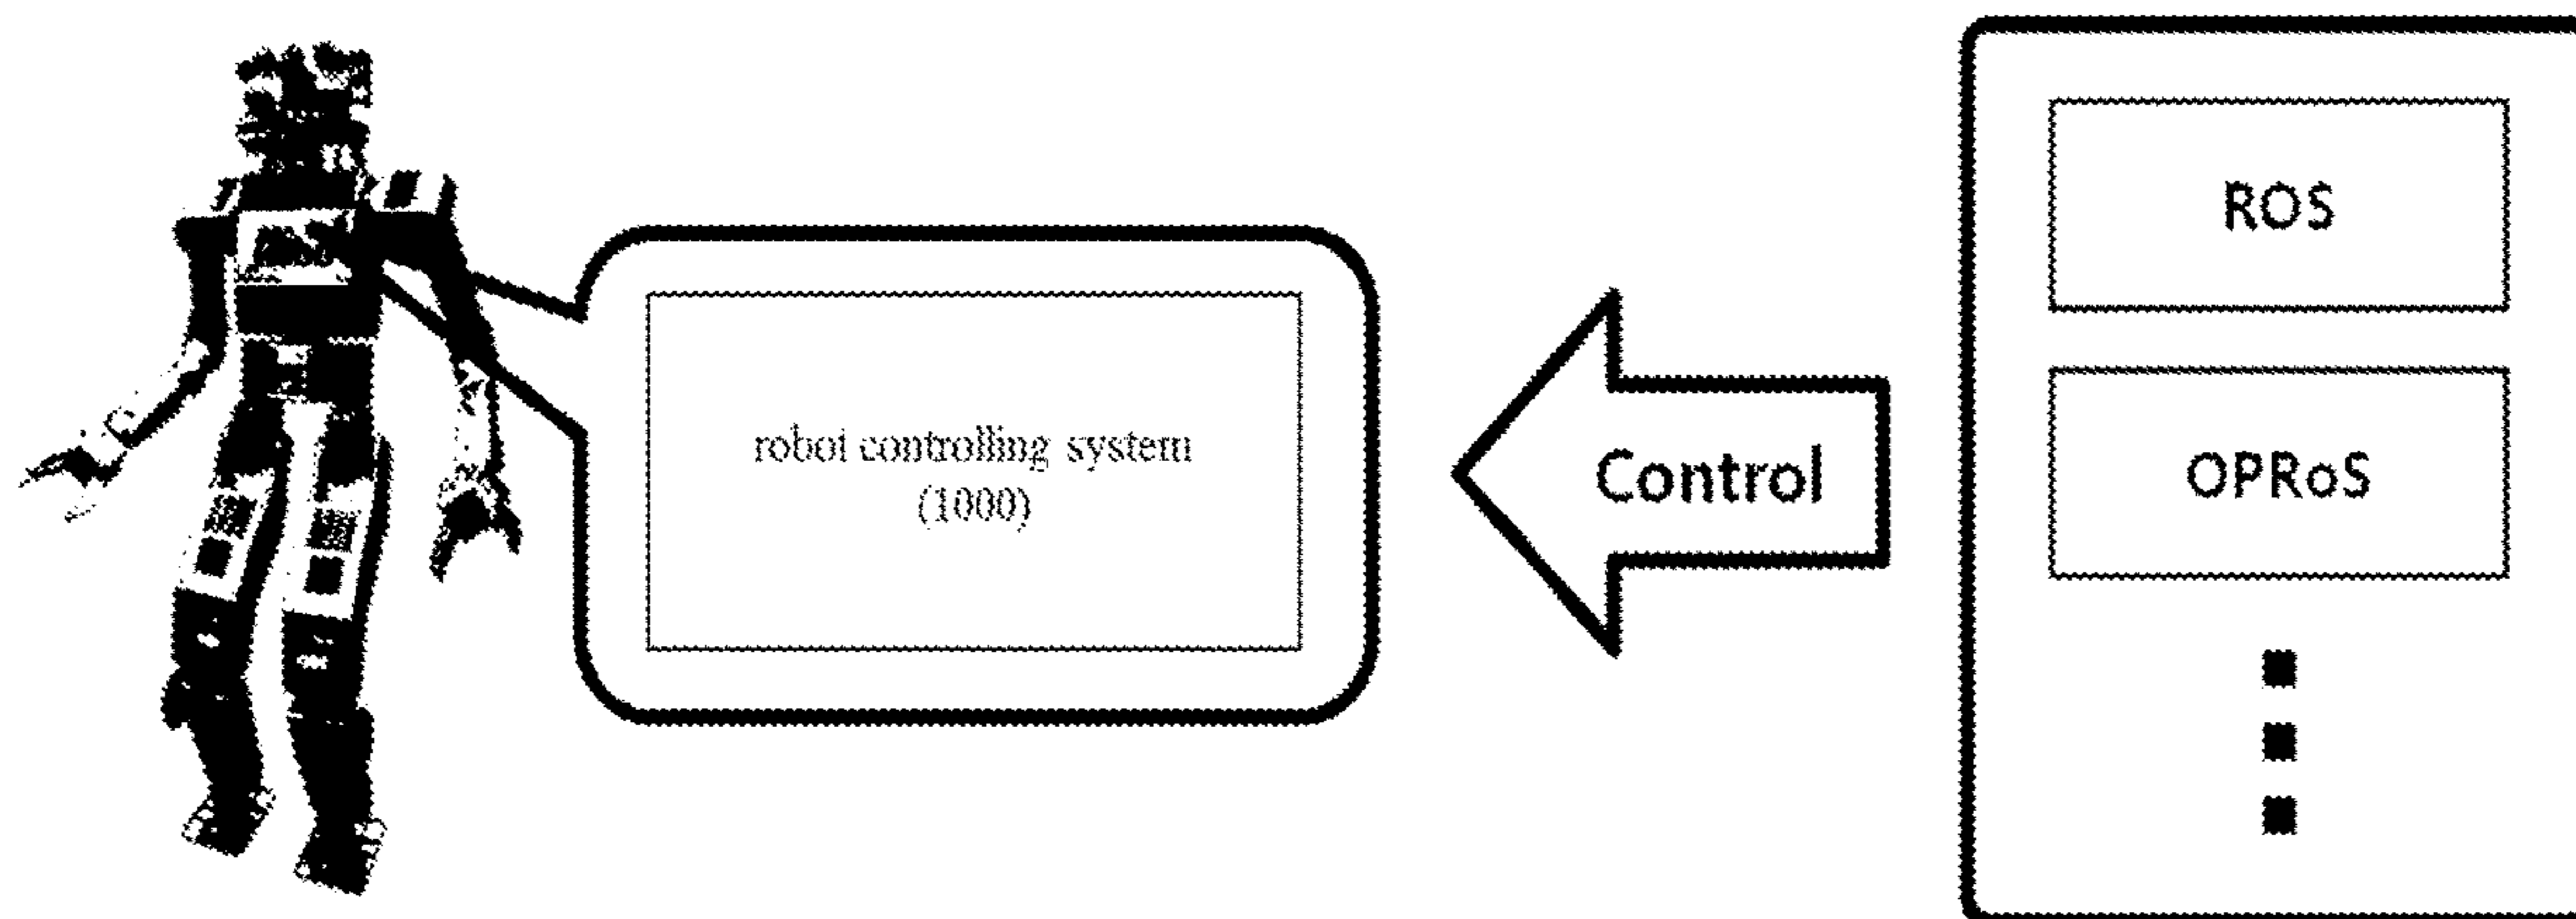 robot controlling system
(1000)
Control
ROS
OPRoS